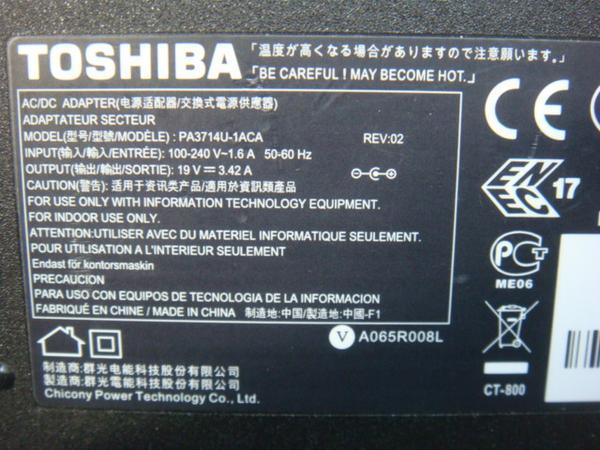 TOSHIBA
「温度が高くなる場合がありますので注意願います。」
「BE CAREFUL! MAY BECOME HOT.」
AC/DC ADAPTER(电源适配器/交換式電源供應器)
ADAPTATEUR SECTEUR
MODEL(型号/型號/MODÈLE) : PA3714U-1ACA REV:02
INPUT(输入/輸入/ENTRÉE): 100-240 V~1.6 A 50-60 Hz
OUTPUT(输出/輸出/SORTIE): 19 V⎓ 3.42 A
CAUTION(警告): 适用于资讯类产品/適用於資訊類產品
FOR USE ONLY WITH INFORMATION TECHNOLOGY EQUIPMENT.
FOR INDOOR USE ONLY.
ATTENTION:UTILISER AVEC DU MATERIEL INFORMATIQUE SEULEMENT.
POUR UTILISATION A L'INTERIEUR SEULEMENT
Endast för kontorsmaskin
PRECAUCION
PARA USO CON EQUIPOS DE TECNOLOGIA DE LA INFORMACION
FABRIQUÉ EN CHINE / MADE IN CHINA 制造地:中国/製造地:中國-F1
V A065R008L
制造商:群光电能科技股份有限公司
製造商:群光電能科技股份有限公司
Chicony Power Technology Co., Ltd.
CE
ENEC 17
PCT
ME06
CT-800